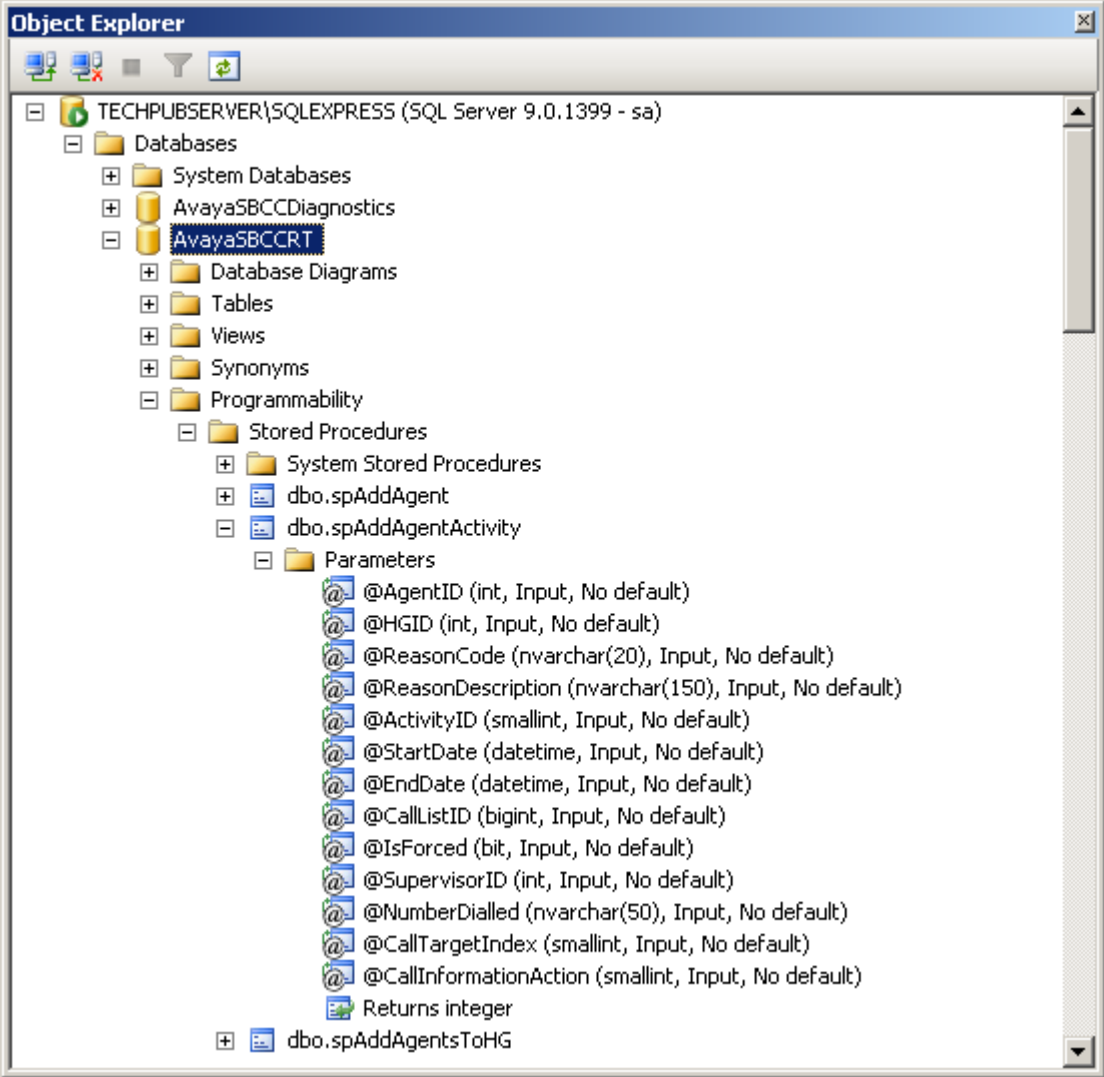 Object Explorer
TECHPUBSERVER\SQLEXPRESS (SQL Server 9.0.1399 - sa)
Databases
System Databases
AvayaSBCCDiagnostics
AvayaSBCCRT
Database Diagrams
Tables
Views
Synonyms
Programmability
Stored Procedures
System Stored Procedures
dbo.spAddAgent
dbo.spAddAgentActivity
Parameters
@AgentID (int, Input, No default)
@HGID (int, Input, No default)
@ReasonCode (nvarchar(20), Input, No default)
@ReasonDescription (nvarchar(150), Input, No default)
@ActivityID (smallint, Input, No default)
@StartDate (datetime, Input, No default)
@EndDate (datetime, Input, No default)
@CallListID (bigint, Input, No default)
@IsForced (bit, Input, No default)
@SupervisorID (int, Input, No default)
@NumberDialled (nvarchar(50), Input, No default)
@CallTargetIndex (smallint, Input, No default)
@CallInformationAction (smallint, Input, No default)
Returns integer
dbo.spAddAgentsToHG